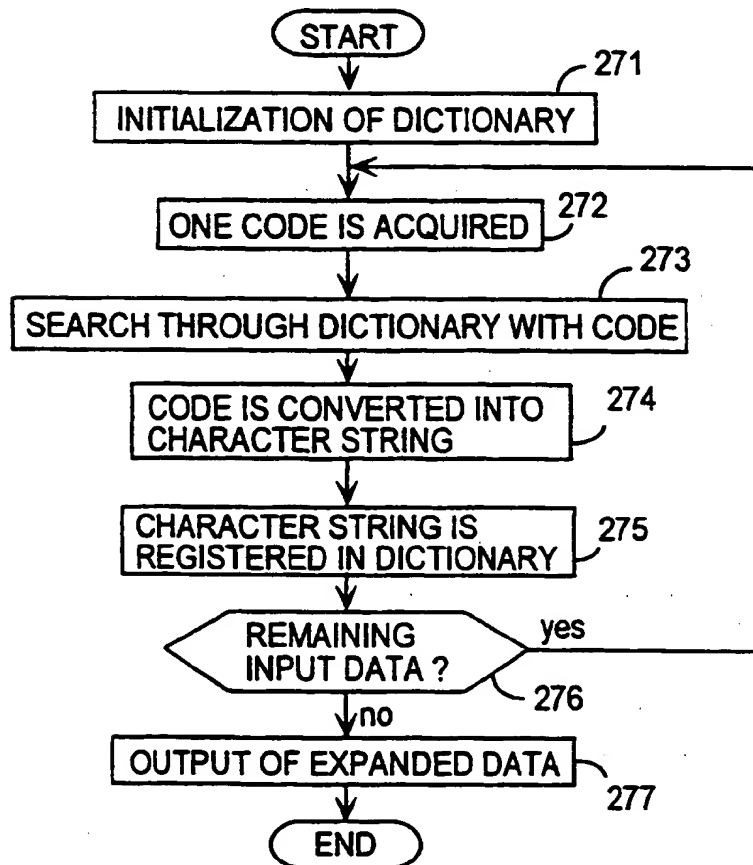 START
271
INITIALIZATION OF DICTIONARY
ONE CODE IS ACQUIRED
272
273
SEARCH THROUGH DICTIONARY WITH CODE
CODE IS CONVERTED INTO
CHARACTER STRING
274
CHARACTER STRING IS
REGISTERED IN DICTIONARY
275
REMAINING
INPUT DATA ?
yes
276
no
OUTPUT OF EXPANDED DATA
277
END